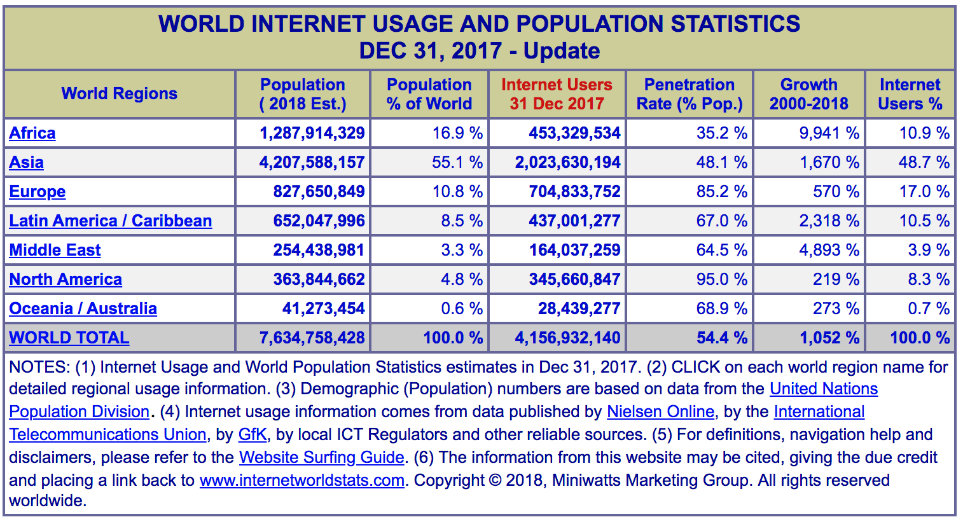 WORLD INTERNET USAGE AND POPULATION STATISTICS
DEC 31, 2017 - Update
World Regions Population ( 2018 Est.) Population % of World Internet Users 31 Dec 2017 Penetration Rate (% Pop.) Growth 2000-2018 Internet Users %
Africa 1,287,914,329 16.9 % 453,329,534 35.2 % 9,941 % 10.9 %
Asia 4,207,588,157 55.1 % 2,023,630,194 48.1 % 1,670 % 48.7 %
Europe 827,650,849 10.8 % 704,833,752 85.2 % 570 % 17.0 %
Latin America / Caribbean 652,047,996 8.5 % 437,001,277 67.0 % 2,318 % 10.5 %
Middle East 254,438,981 3.3 % 164,037,259 64.5 % 4,893 % 3.9 %
North America 363,844,662 4.8 % 345,660,847 95.0 % 219 % 8.3 %
Oceania / Australia 41,273,454 0.6 % 28,439,277 68.9 % 273 % 0.7 %
WORLD TOTAL 7,634,758,428 100.0 % 4,156,932,140 54.4 % 1,052 % 100.0 %
NOTES: (1) Internet Usage and World Population Statistics estimates in Dec 31, 2017. (2) CLICK on each world region name for
detailed regional usage information. (3) Demographic (Population) numbers are based on data from the United Nations
Population Division. (4) Internet usage information comes from data published by Nielsen Online, by the International
Telecommunications Union, by GfK, by local ICT Regulators and other reliable sources. (5) For definitions, navigation help and
disclaimers, please refer to the Website Surfing Guide. (6) The information from this website may be cited, giving the due credit
and placing a link back to www.internetworldstats.com. Copyright © 2018, Miniwatts Marketing Group. All rights reserved
worldwide.